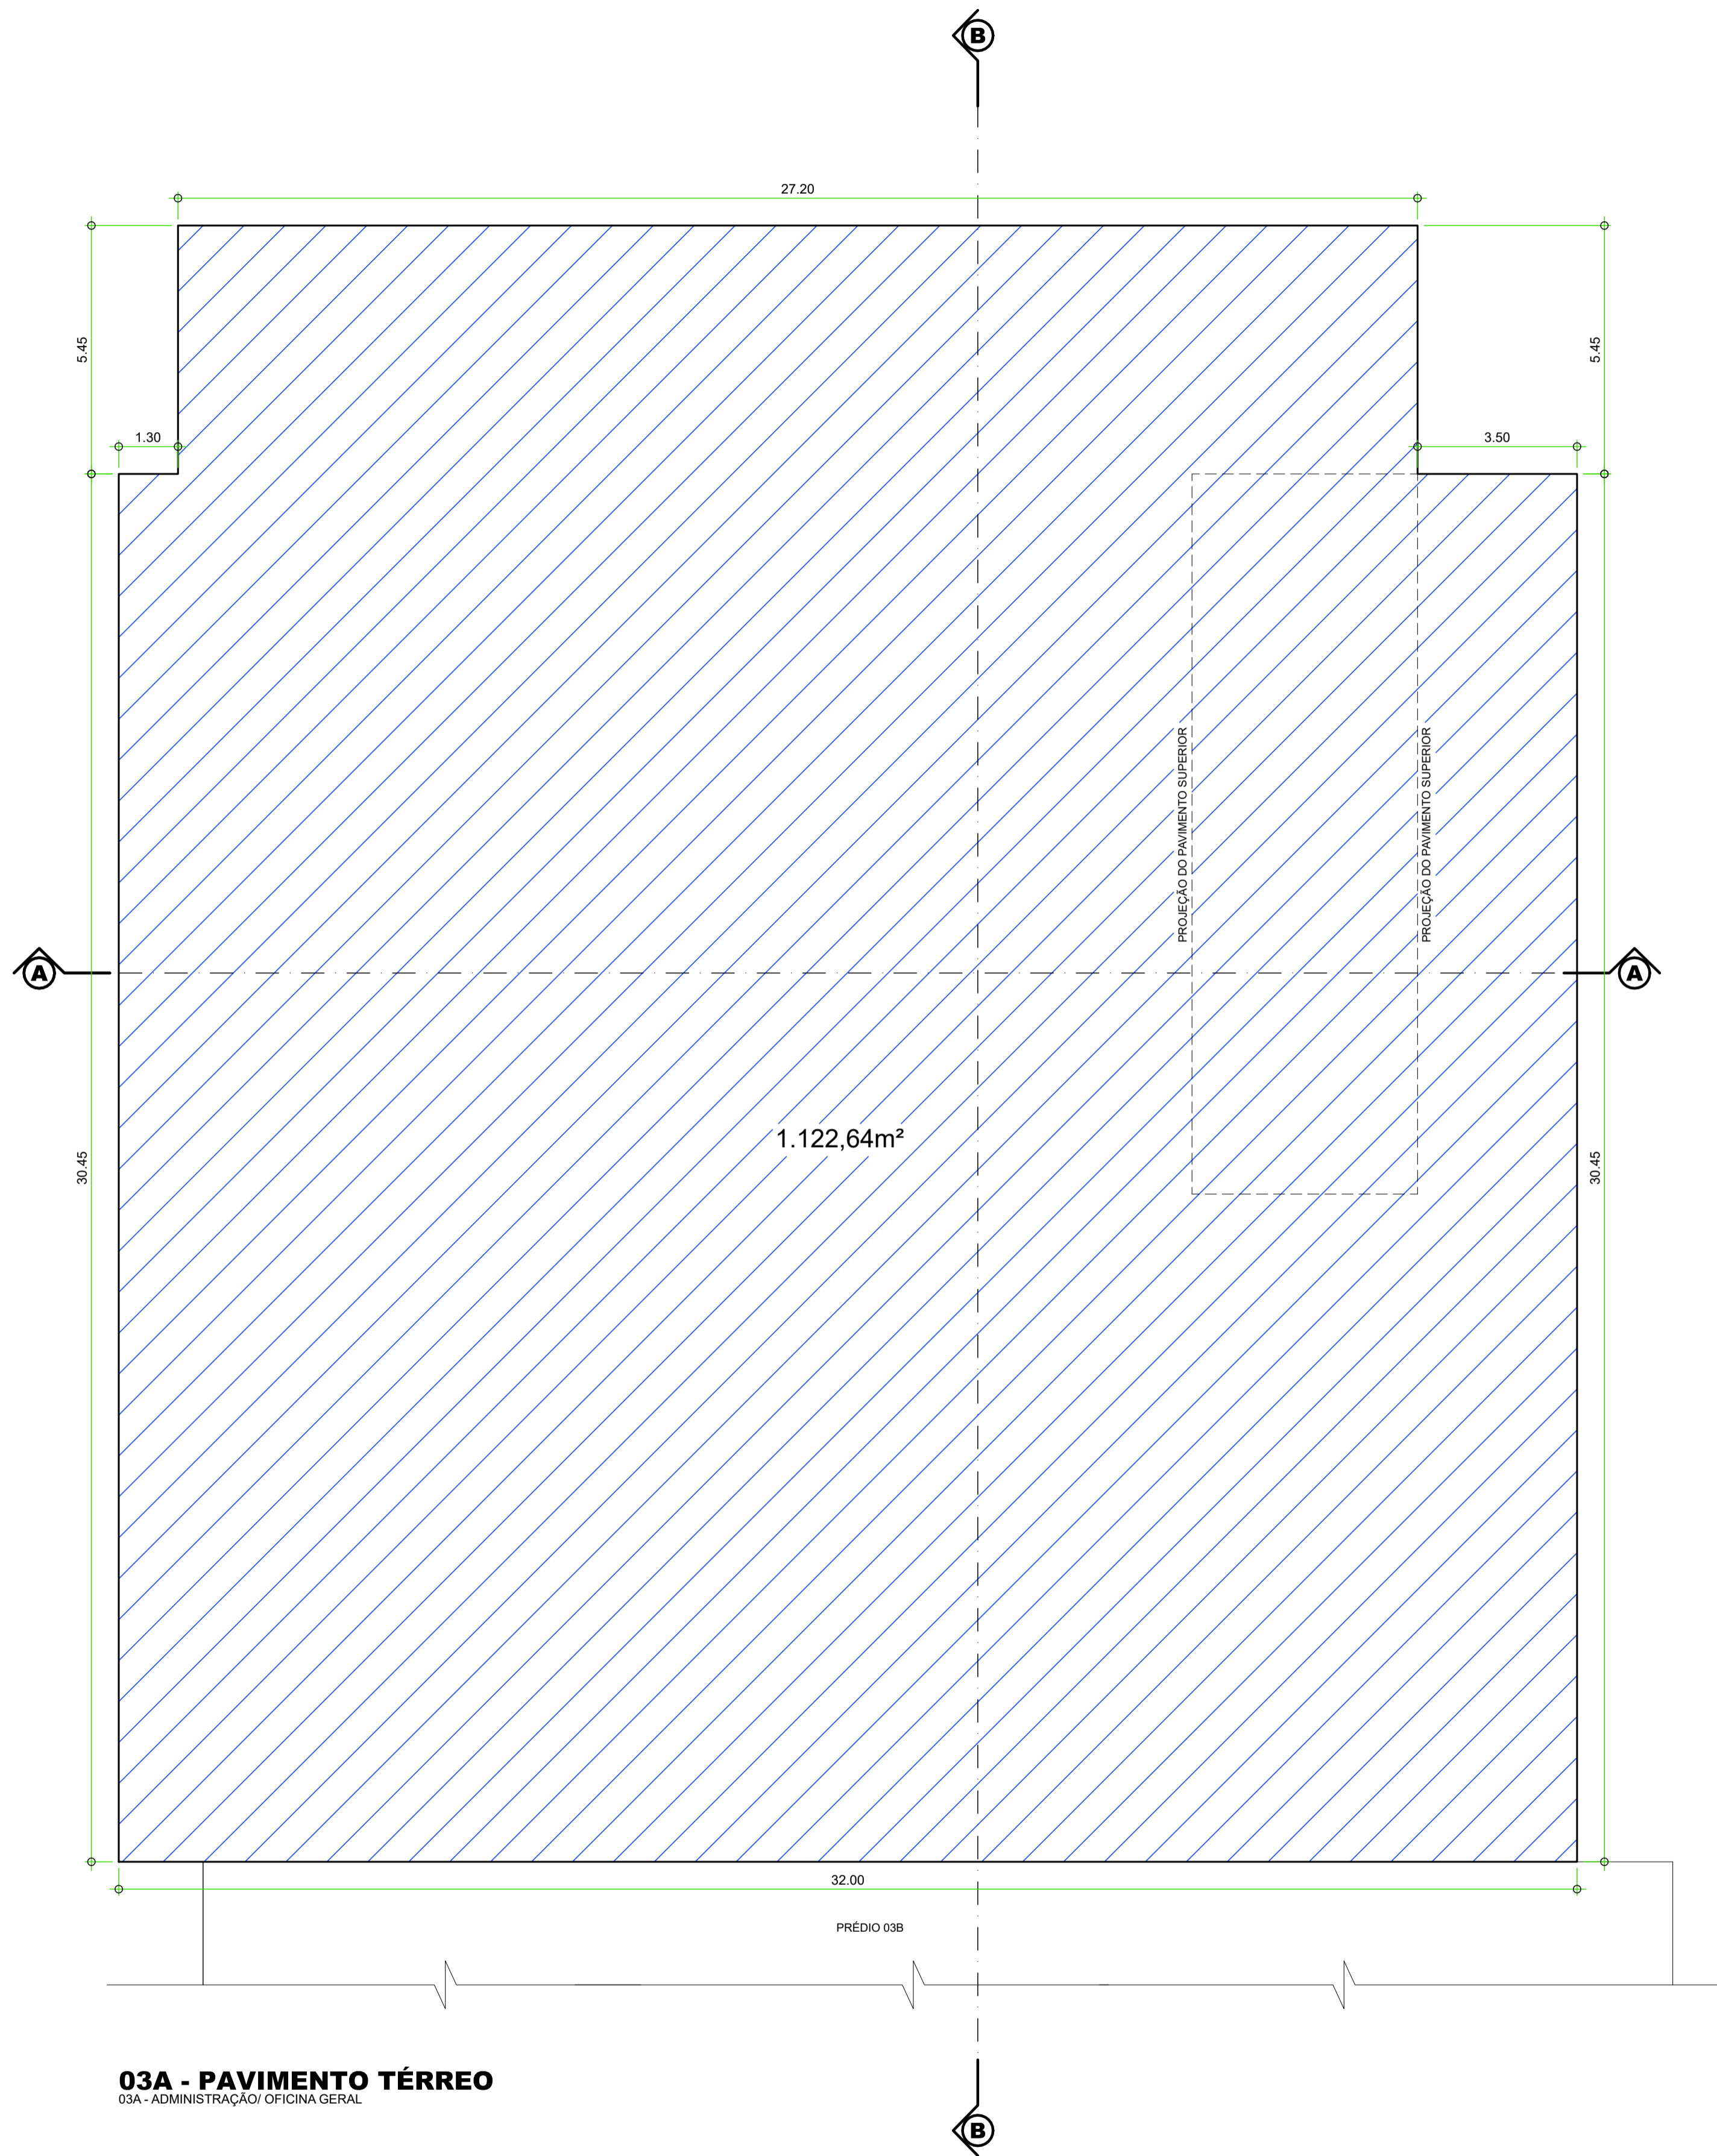 B
27.20
5.45
5.45
1.30
3.50
PROJEÇÃO DO PAVIMENTO SUPERIOR
PROJEÇÃO DO PAVIMENTO SUPERIOR
A
A
1.122,64m²
30.45
30.45
32.00
PRÉDIO 03B
03A - PAVIMENTO TÉRREO
03A - ADMINISTRAÇÃO/ OFICINA GERAL
B